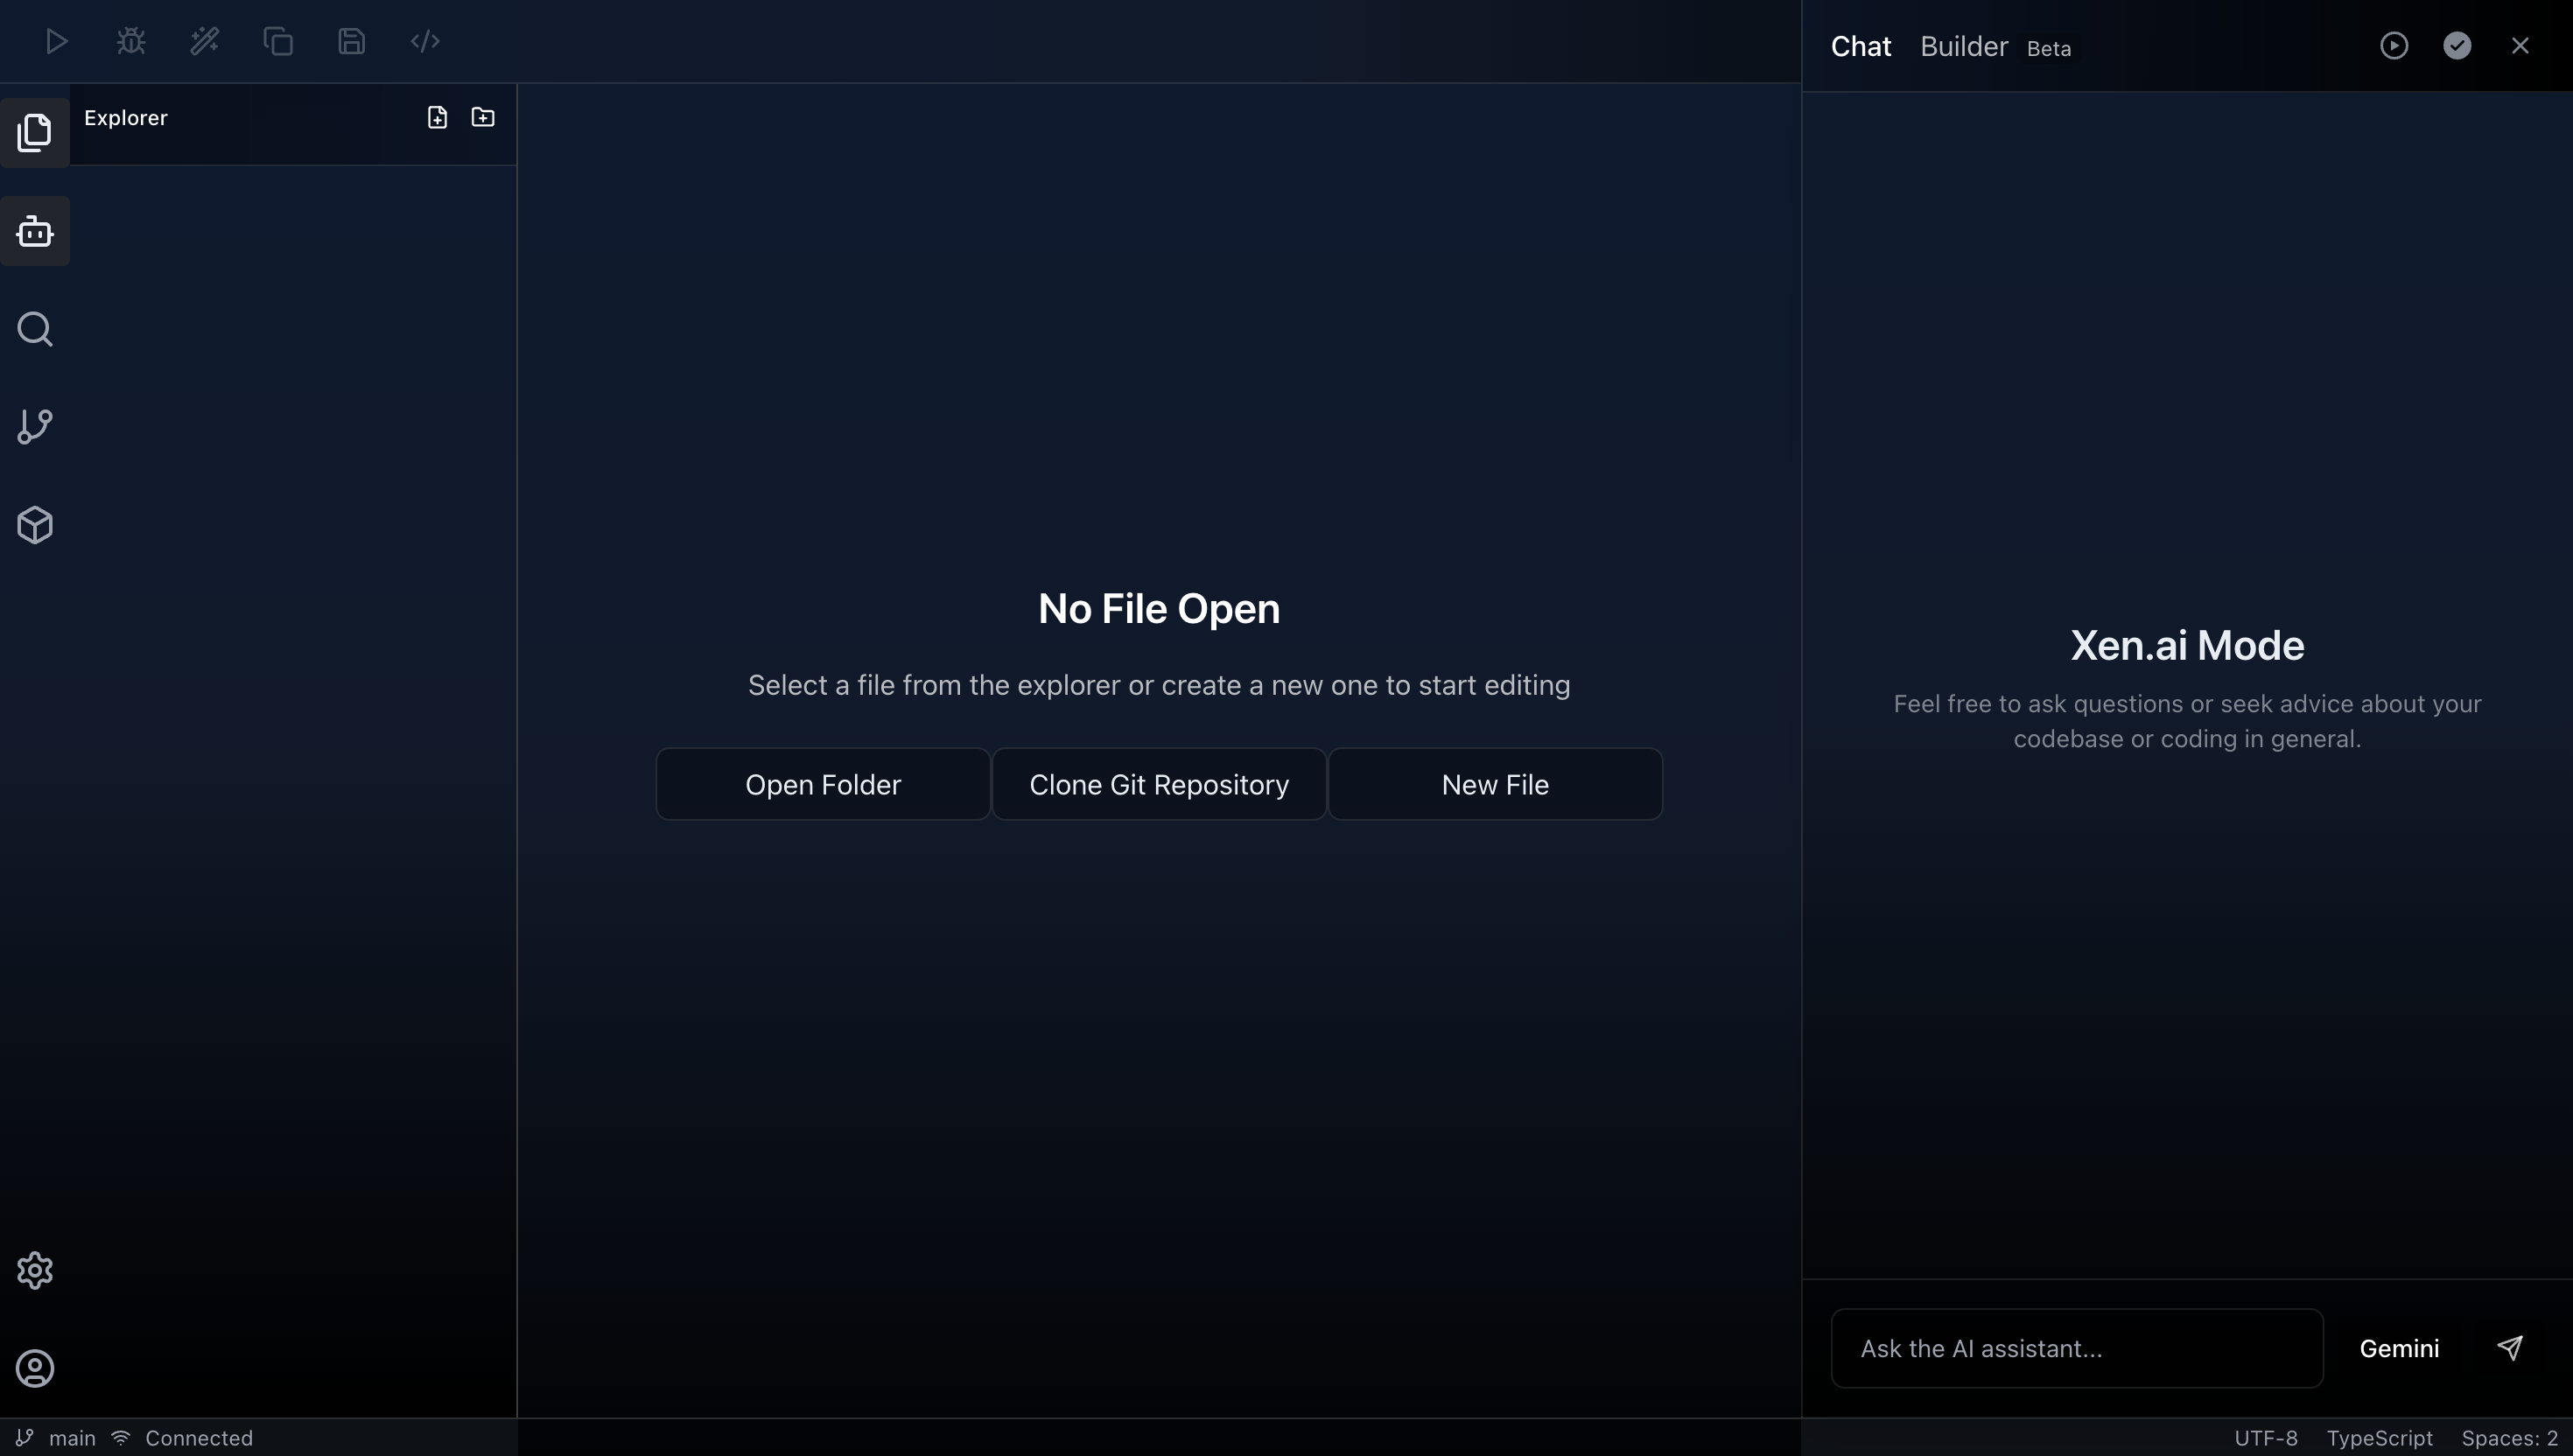 Chat Builder Beta
Explorer
No File Open
Select a file from the explorer or create a new one to start editing
Open Folder
Clone Git Repository
New File
Xen.ai Mode
Feel free to ask questions or seek advice about your
codebase or coding in general.
Ask the AI assistant...
Gemini
main Connected
UTF-8 TypeScript Spaces: 2